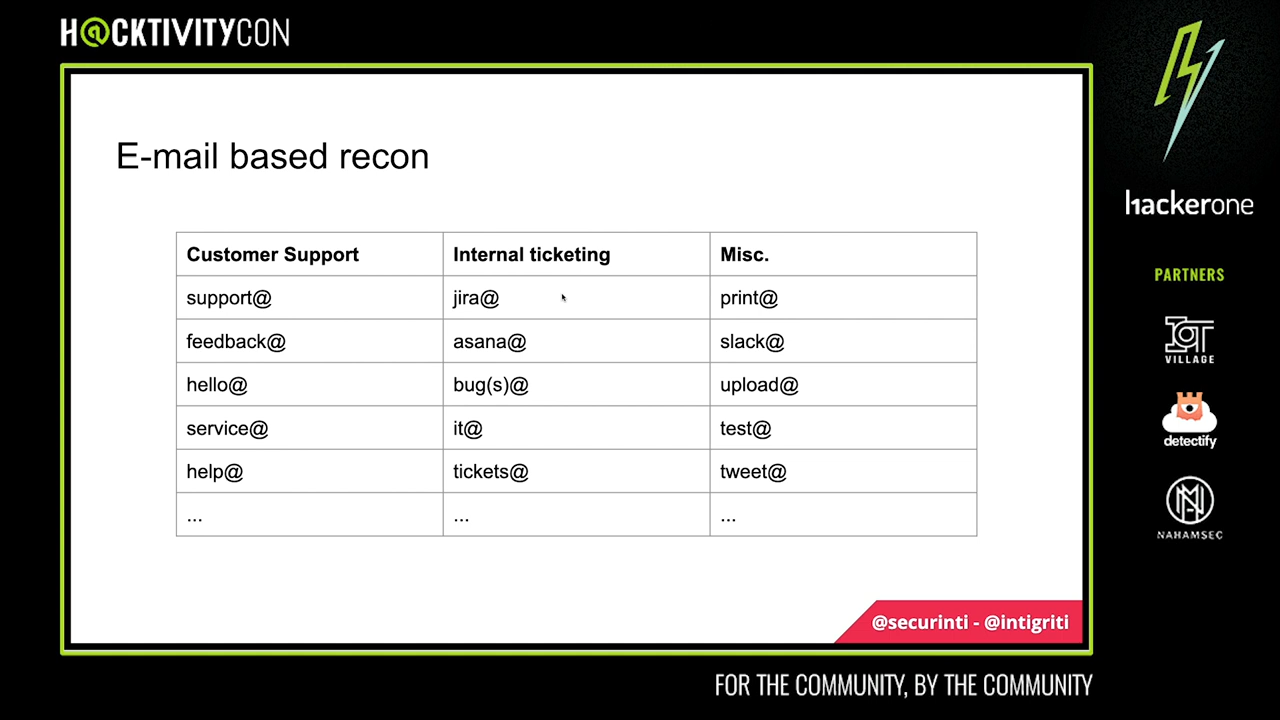 H@CKTIVITYCON
E-mail based recon
Customer Support Internal ticketing Misc.
support@ jira@ print@
feedback@ asana@ slack@
hello@ bug(s)@ upload@
service@ it@ test@
help@ tickets@ tweet@
... ... ...
@securinti - @intigriti
hackerone
PARTNERS
IOT
VILLAGE
detectify
NAHAMSEC
FOR THE COMMUNITY, BY THE COMMUNITY